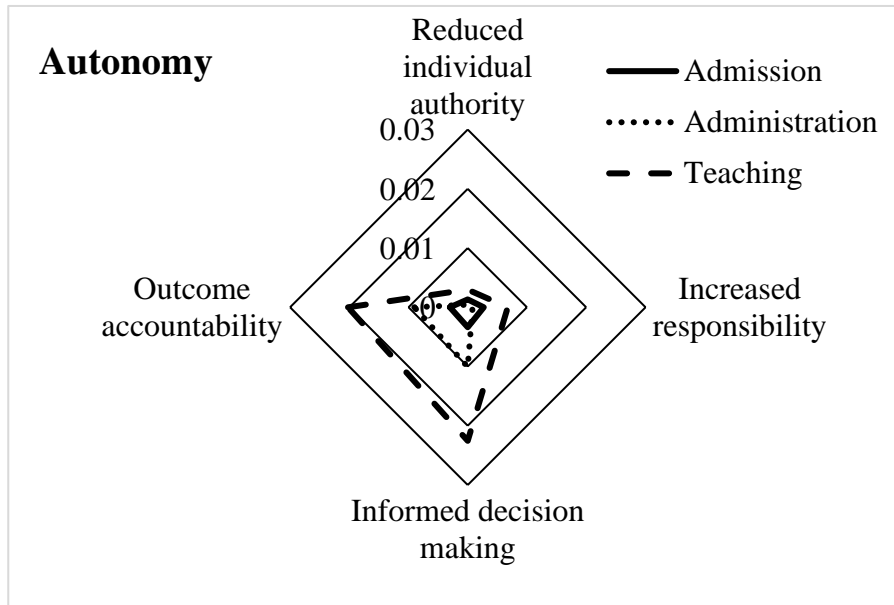 Autonomy
Reduced
individual
authority
Admission
Administration
Teaching
0.03
0.02
0.01
0
Outcome
accountability
Increased
responsibility
Informed decision
making